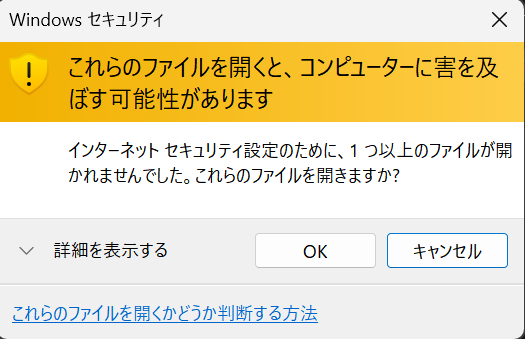 Windows セキュリティ
これらのファイルを開くと、コンピューターに害を及
ぼす可能性があります
インターネット セキュリティ設定のために、1 つ以上のファイルが開
かれませんでした。これらのファイルを開きますか?
詳細を表示する
OK
キャンセル
これらのファイルを開くかどうか判断する方法